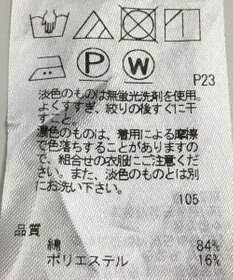 P W
P23
淡色のものは無蛍光洗剤を使用。
よくすすぎ、絞りの後すぐに干
すこと。
濃色のものは、着用による摩擦
で色落ちすることがありますの
で、組合せの衣服にご注意くださ
い。また、淡色のものとは別
にお洗い下さい。
105
品質
綿 84%
ポリエステル 16%